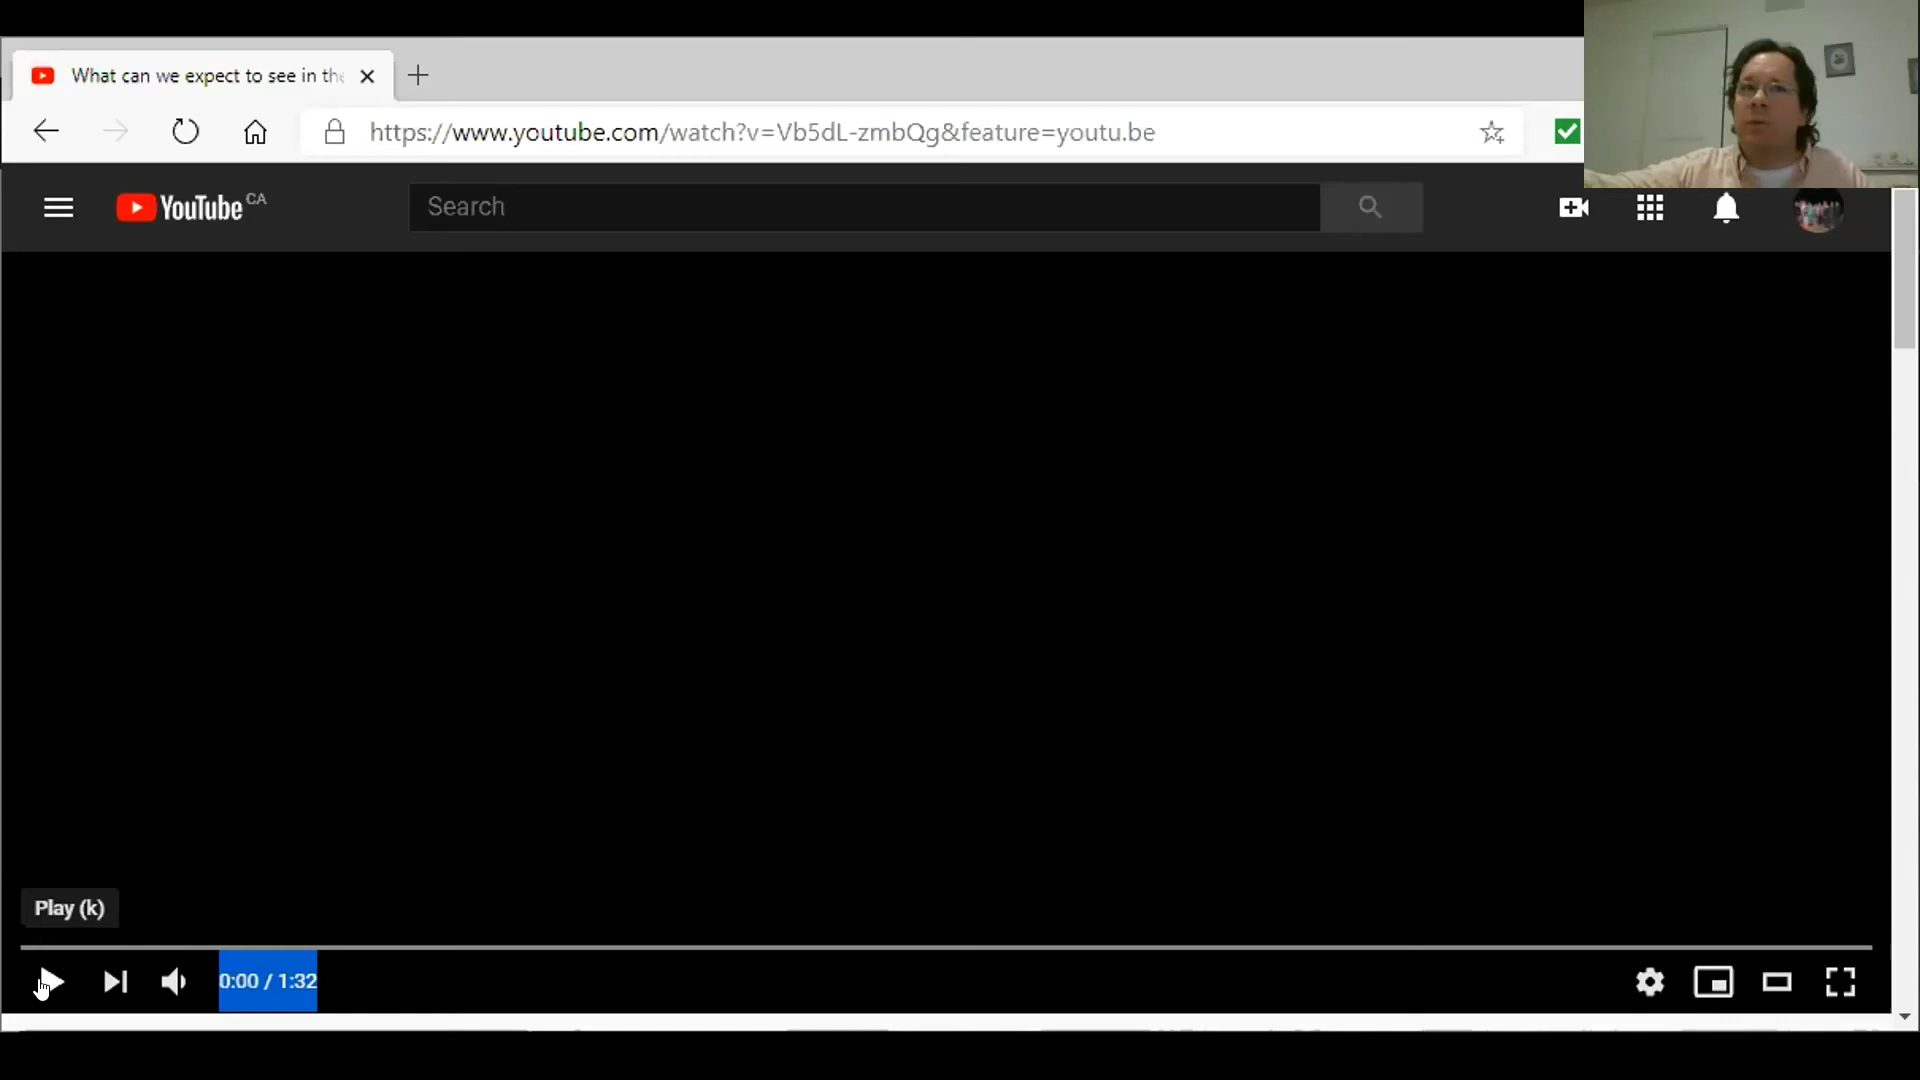 What can we expect to see in the
https://www.youtube.com/watch?v=Vb5dL-zmbQg&feature=youtu.be
YouTube CA
Search
Play (k)
0:00 / 1:32